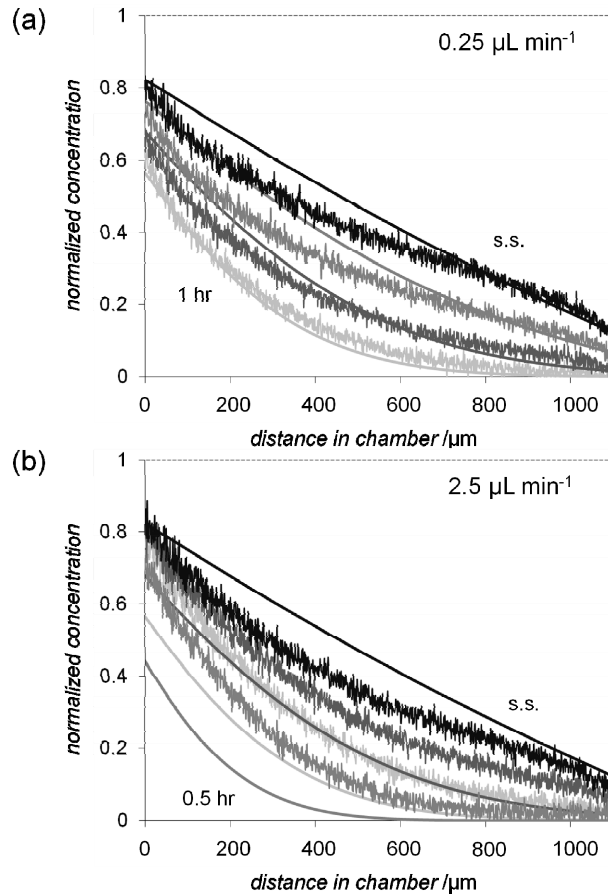 (a)
0.25 µL min⁻¹
1
0.8
0.6
0.4
0.2
0
normalized concentration
s.s.
1 hr
0 200 400 600 800 1000
distance in chamber /µm
(b)
2.5 µL min⁻¹
1
0.8
0.6
0.4
0.2
0
normalized concentration
s.s.
0.5 hr
0 200 400 600 800 1000
distance in chamber /µm